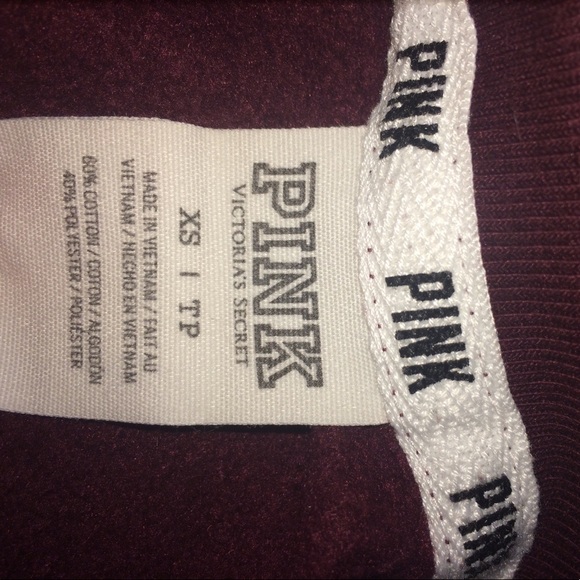 PINK
VICTORIA'S SECRET
XS | TP
MADE IN VIETNAM / FAIT AU
VIETNAM / HECHO EN VIETNAM
60% COTTON / COTON / ALGODÓN
40% POLYESTER / POLIÉSTER
PINK
PINK
PINK